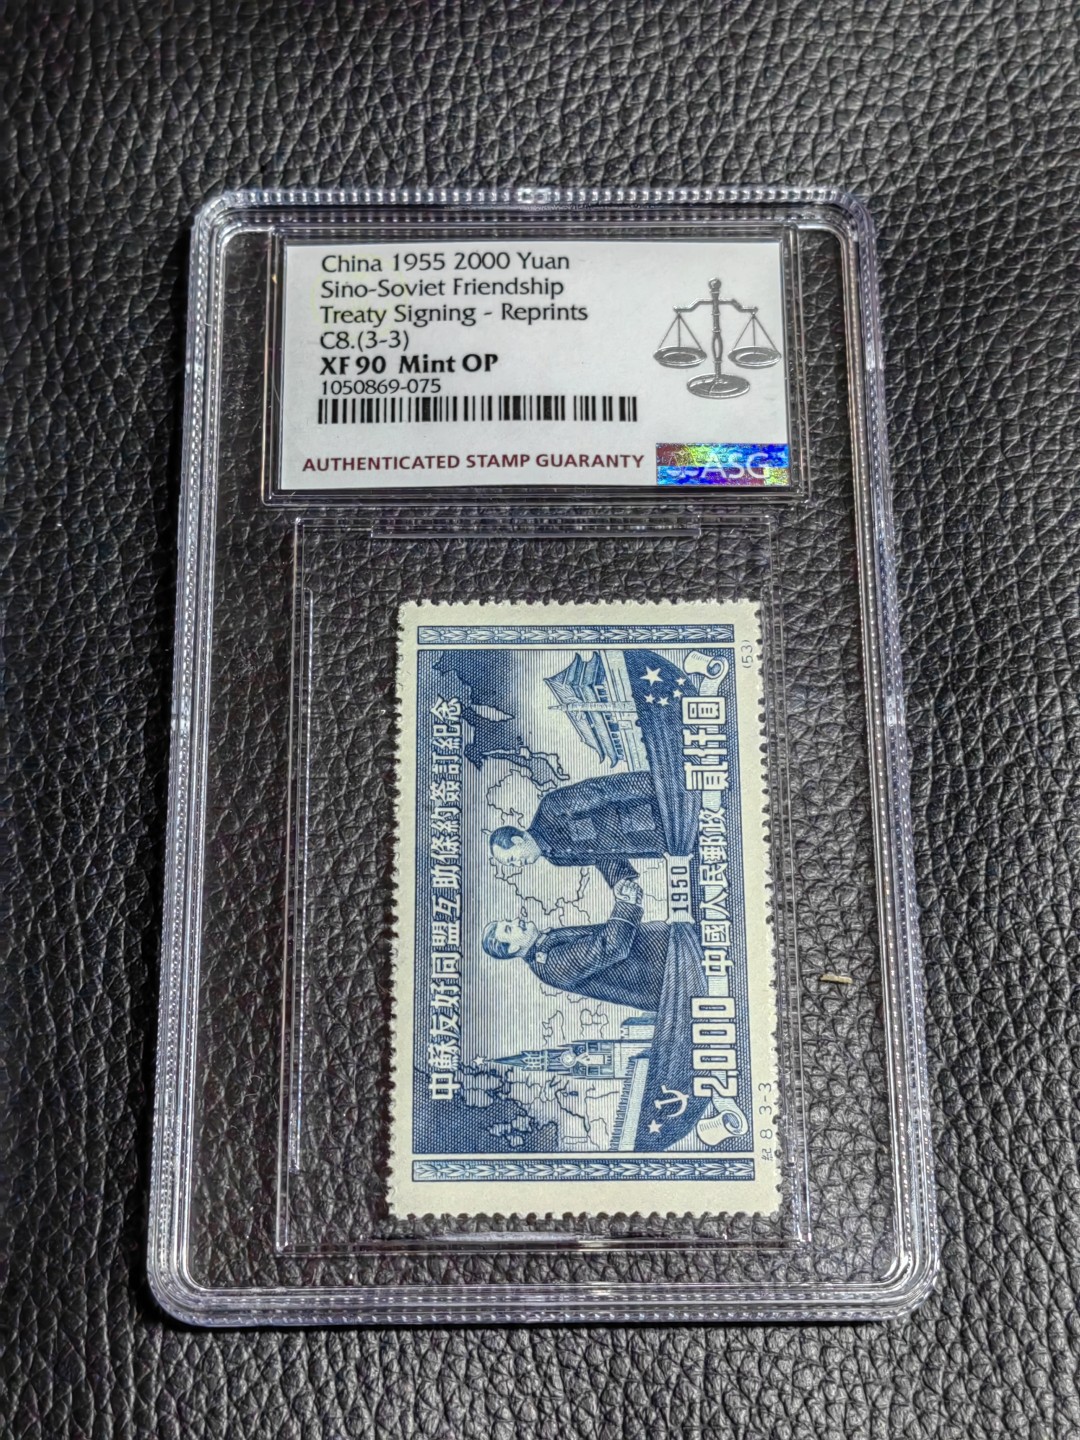 China 1955 2000 Yuan
Sino-Soviet Friendship
Treaty Signing - Reprints
C8.(3-3)
XF 90 Mint OP
1050869-075
AUTHENTICATED STAMP GUARANTY
ASG
中蘇友好同盟互助條約簽訂紀念
1950
2000 中國人民郵政 貳仟圓
紀 8 3-3
(53)